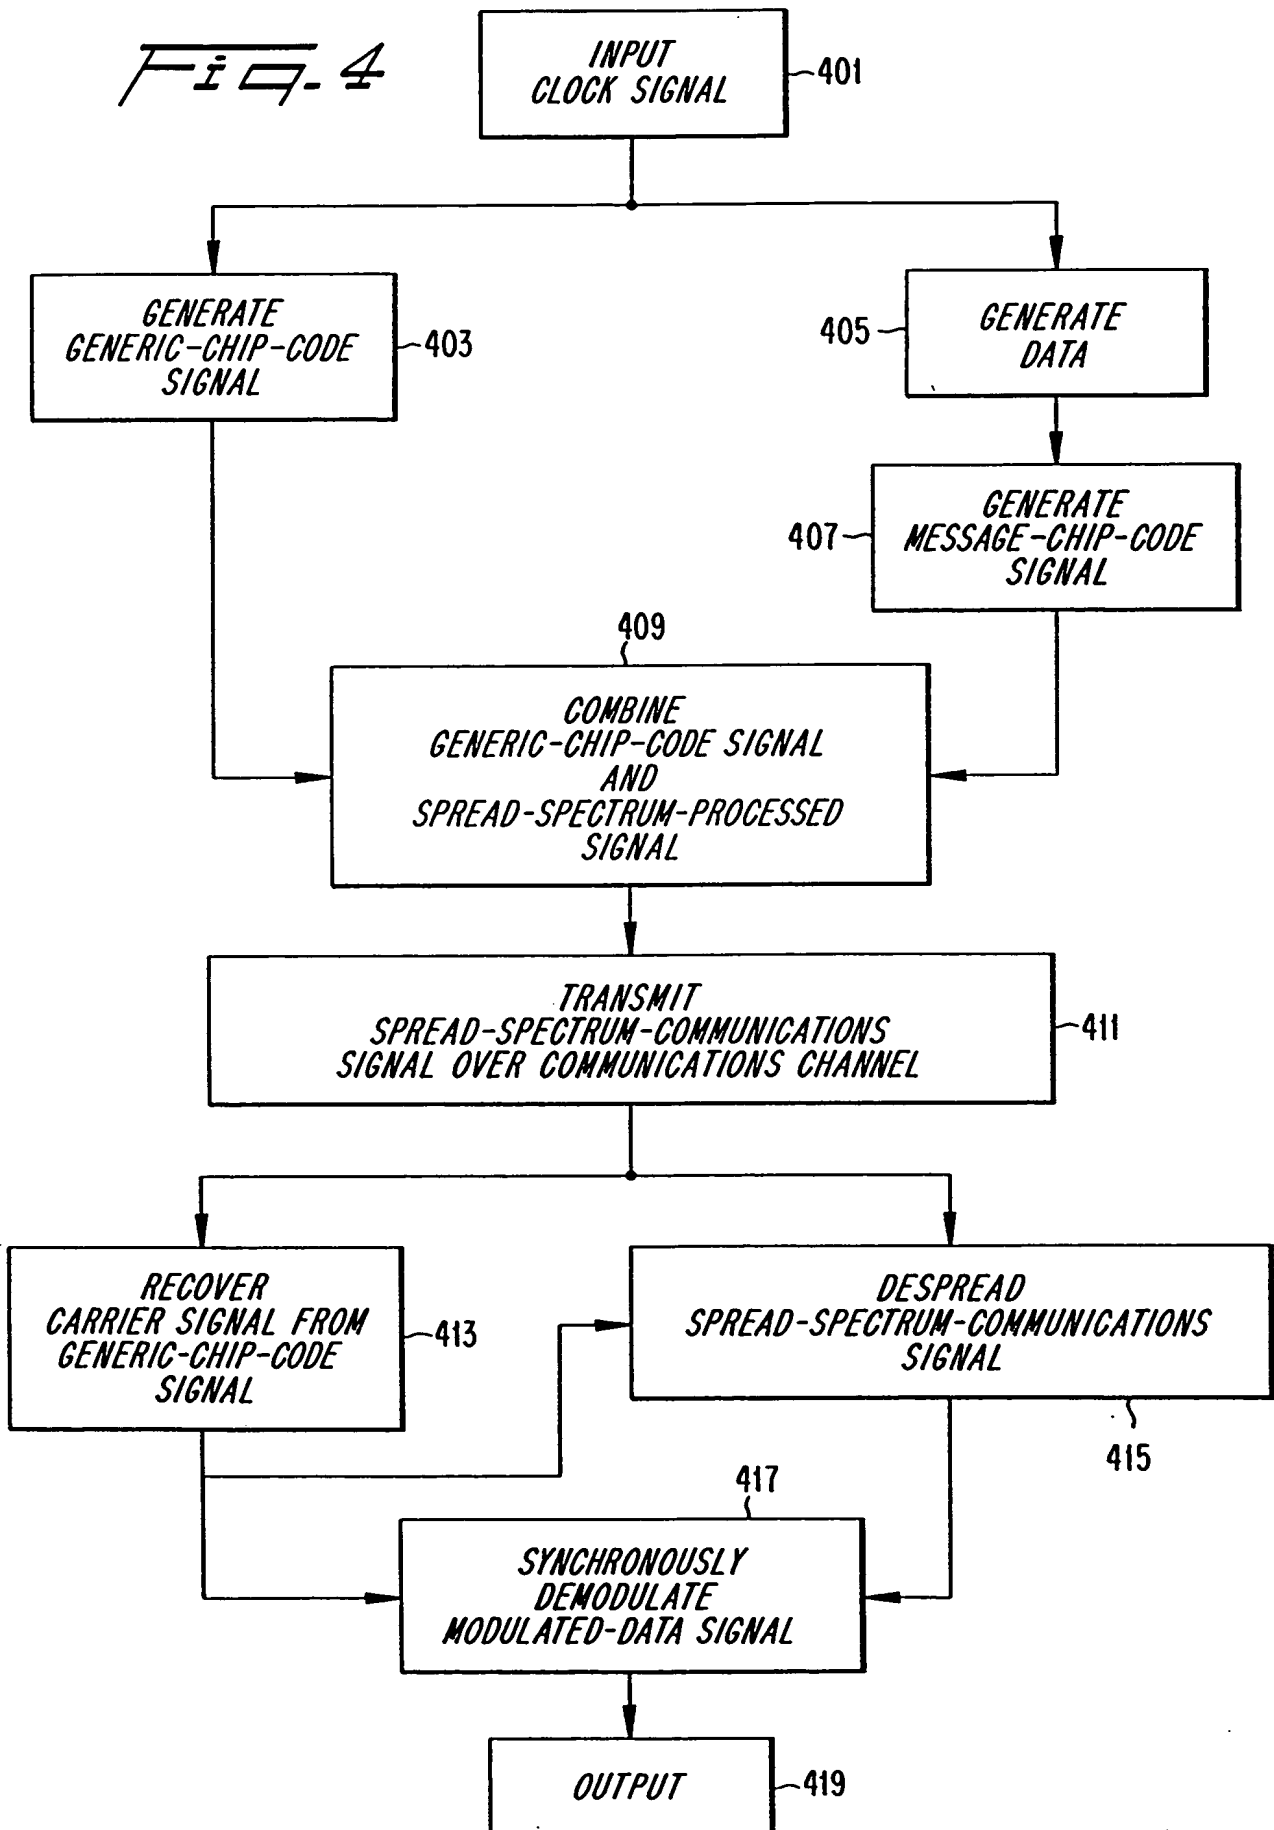 Fig. 4
INPUT
CLOCK SIGNAL
401
GENERATE
GENERIC-CHIP-CODE
SIGNAL
403
405
GENERATE
DATA
407
GENERATE
MESSAGE-CHIP-CODE
SIGNAL
409
COMBINE
GENERIC-CHIP-CODE SIGNAL
AND
SPREAD-SPECTRUM-PROCESSED
SIGNAL
TRANSMIT
SPREAD-SPECTRUM-COMMUNICATIONS
SIGNAL OVER COMMUNICATIONS CHANNEL
411
RECOVER
CARRIER SIGNAL FROM
GENERIC-CHIP-CODE
SIGNAL
413
DESPREAD
SPREAD-SPECTRUM-COMMUNICATIONS
SIGNAL
415
417
SYNCHRONOUSLY
DEMODULATE
MODULATED-DATA SIGNAL
OUTPUT
419